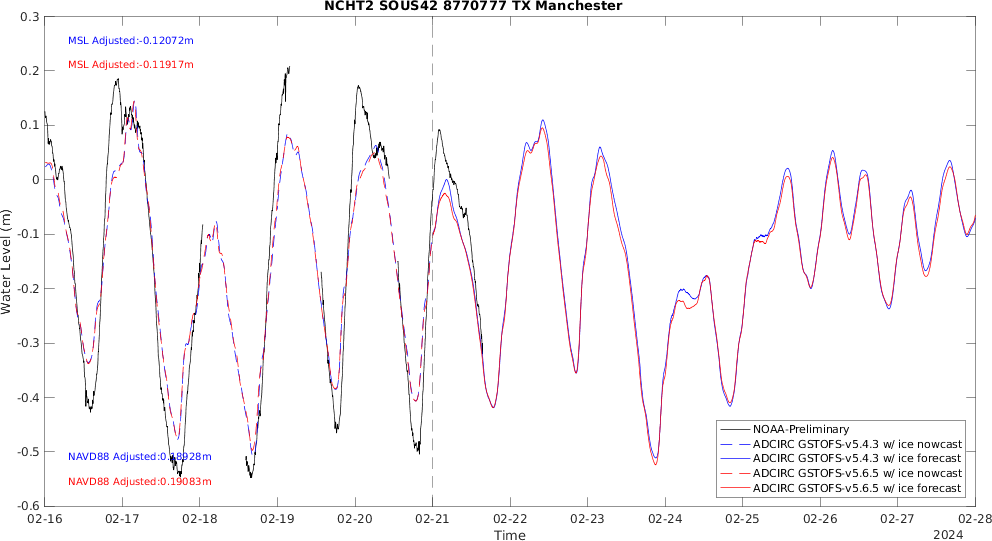 NCHT2 SOUS42 8770777 TX Manchester
0.3
0.2
0.1
0
-0.1
-0.2
-0.3
-0.4
-0.5
-0.6
Water Level (m)
MSL Adjusted:-0.12072m
MSL Adjusted:-0.11917m
NAVD88 Adjusted:0.18928m
NAVD88 Adjusted:0.19083m
NOAA-Preliminary
ADCIRC GSTOFS-v5.4.3 w/ ice nowcast
ADCIRC GSTOFS-v5.4.3 w/ ice forecast
ADCIRC GSTOFS-v5.6.5 w/ ice nowcast
ADCIRC GSTOFS-v5.6.5 w/ ice forecast
02-16 02-17 02-18 02-19 02-20 02-21 02-22 02-23 02-24 02-25 02-26 02-27 02-28
Time
2024